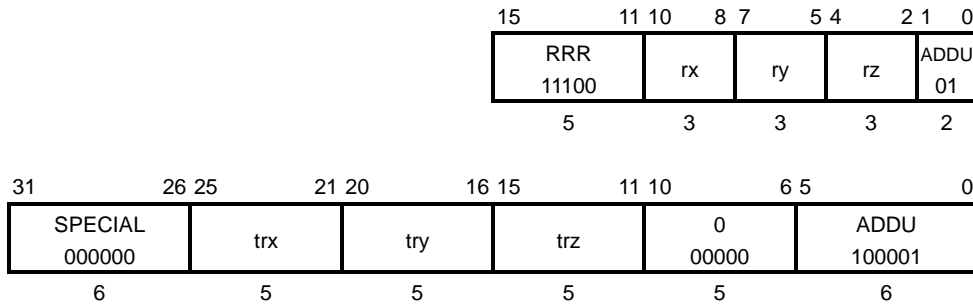 15 11 10 8 7 5 4 2 1 0
RRR rx ry rz ADDU
11100 01
5 3 3 3 2
31 26 25 21 20 16 15 11 10 6 5 0
SPECIAL trx try trz 0 ADDU
000000 00000 100001
6 5 5 5 5 6